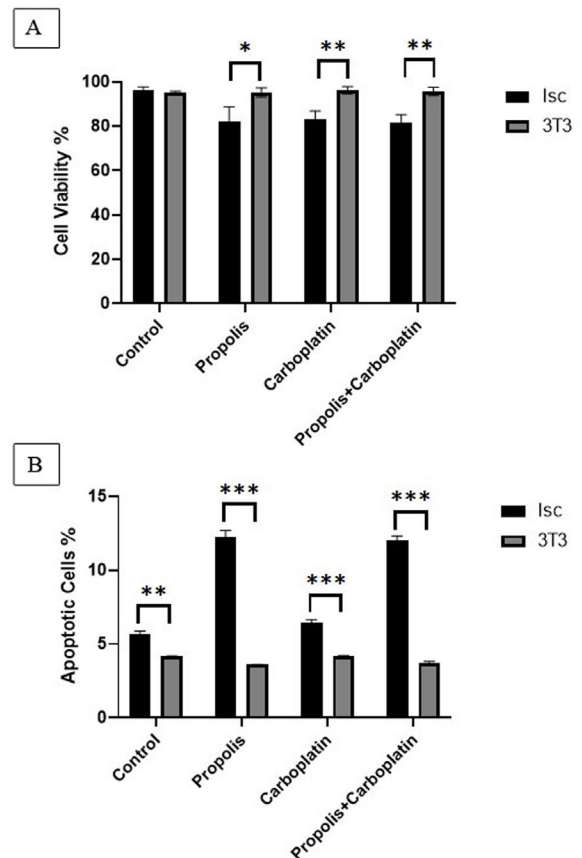 A
* ** **
100
80
60
40
20
0
Cell Viability %
Isc
3T3
Control
Propolis
Carboplatin
Propolis+Carboplatin
B
*** ***
** ***
15
10
5
0
Apoptotic Cells %
Isc
3T3
Control
Propolis
Carboplatin
Propolis+Carboplatin